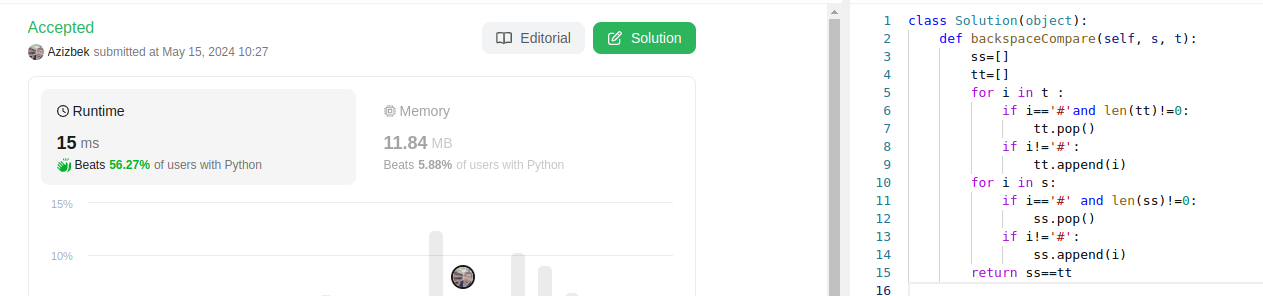 Accepted
Azizbek submitted at May 15, 2024 10:27
Editorial
Solution
Runtime
15 ms
Beats 56.27% of users with Python
Memory
11.84 MB
Beats 5.88% of users with Python
15%
10%
1 class Solution(object):
2     def backspaceCompare(self, s, t):
3         ss=[]
4         tt=[]
5         for i in t :
6             if i=='#'and len(tt)!=0:
7                 tt.pop()
8             if i!='#':
9                 tt.append(i)
10         for i in s:
11             if i=='#' and len(ss)!=0:
12                 ss.pop()
13             if i!='#':
14                 ss.append(i)
15         return ss==tt
16